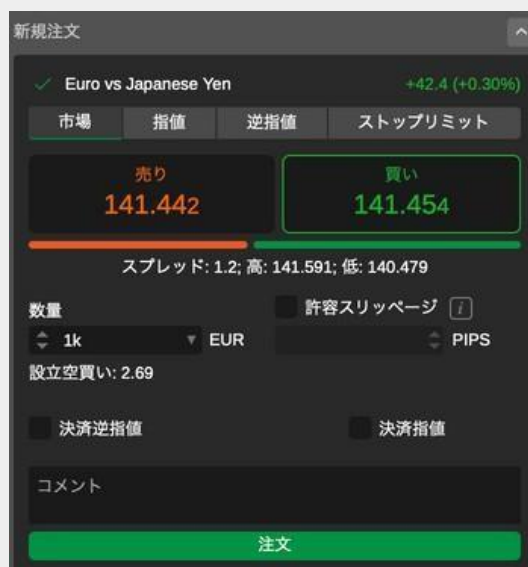 新規注文
Euro vs Japanese Yen +42.4 (+0.30%)
市場 指値 逆指値 ストップリミット
売り 買い
141.442 141.454
スプレッド: 1.2; 高: 141.591; 低: 140.479
数量 許容スリッページ i
1k EUR PIPS
設立空買い: 2.69
決済逆指値 決済指値
コメント
注文